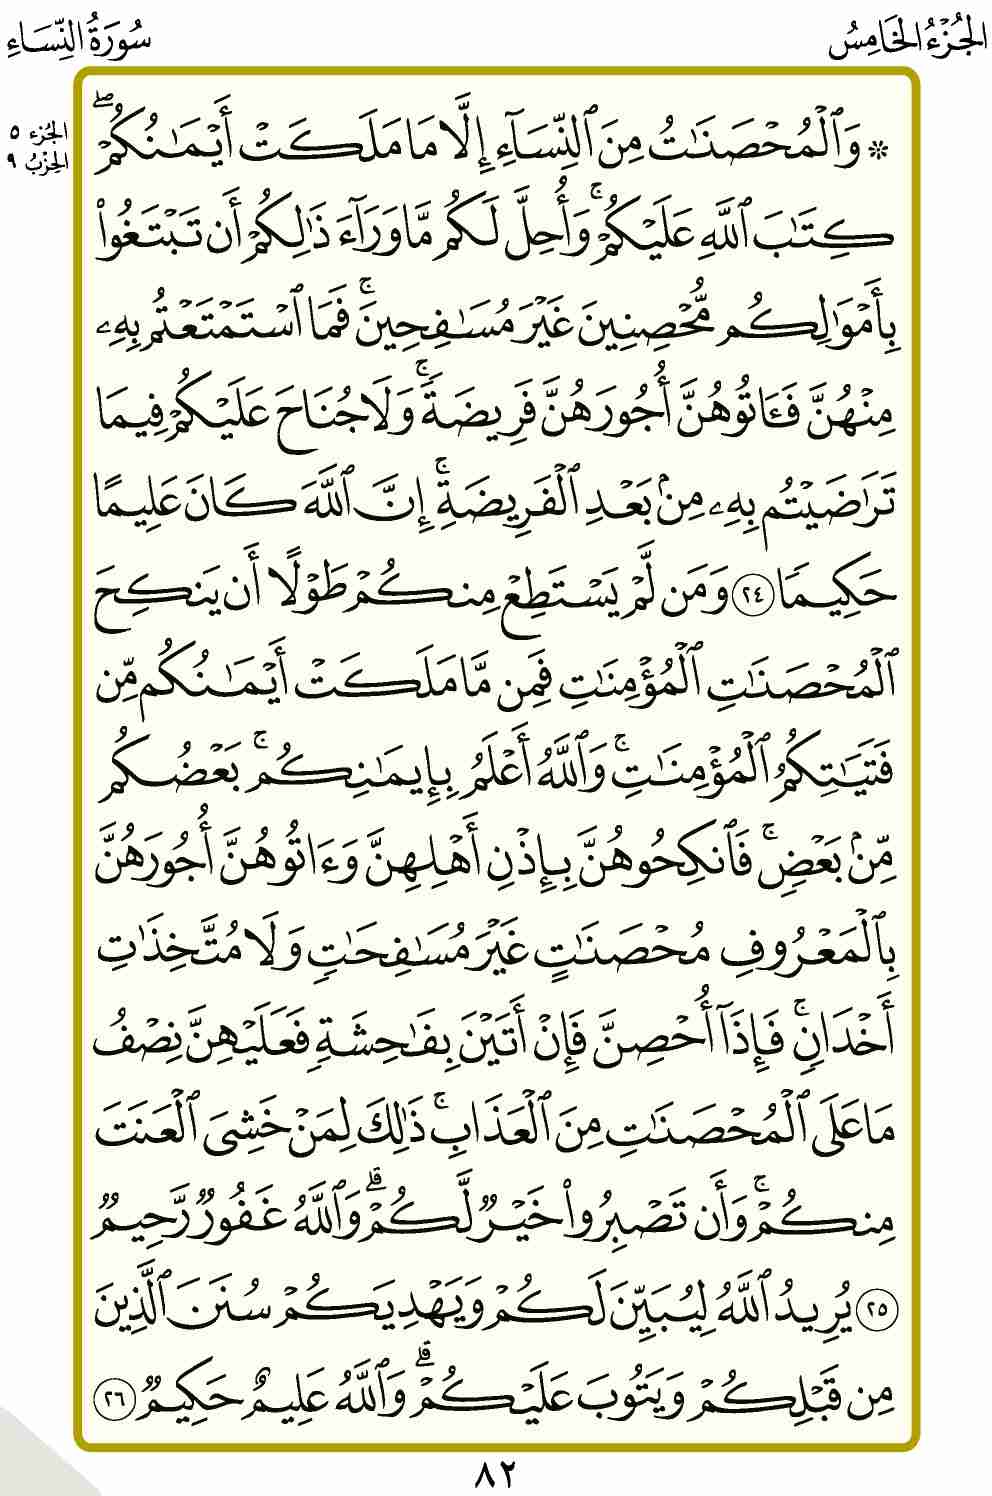 الجُزْءُ الخَامِسُ
سُورَةُ النِّسَاءِ
الجُزْء ٥
الحِزْبُ ٩
۞ وَٱلۡمُحۡصَنَٰتُ مِنَ ٱلنِّسَآءِ إِلَّا مَا مَلَكَتۡ أَيۡمَٰنُكُمۡۖ
كِتَٰبَ ٱللَّهِ عَلَيۡكُمۡۚ وَأُحِلَّ لَكُم مَّا وَرَآءَ ذَٰلِكُمۡ أَن تَبۡتَغُواْ
بِأَمۡوَٰلِكُم مُّحۡصِنِينَ غَيۡرَ مُسَٰفِحِينَۚ فَمَا ٱسۡتَمۡتَعۡتُم بِهِۦ
مِنۡهُنَّ فَـَٔاتُوهُنَّ أُجُورَهُنَّ فَرِيضَةٗۚ وَلَا جُنَاحَ عَلَيۡكُمۡ فِيمَا
تَرَٰضَيۡتُم بِهِۦ مِنۢ بَعۡدِ ٱلۡفَرِيضَةِۚ إِنَّ ٱللَّهَ كَانَ عَلِيمًا
حَكِيمٗا ٢٤ وَمَن لَّمۡ يَسۡتَطِعۡ مِنكُمۡ طَوۡلًا أَن يَنكِحَ
ٱلۡمُحۡصَنَٰتِ ٱلۡمُؤۡمِنَٰتِ فَمِن مَّا مَلَكَتۡ أَيۡمَٰنُكُم مِّن
فَتَيَٰتِكُمُ ٱلۡمُؤۡمِنَٰتِۚ وَٱللَّهُ أَعۡلَمُ بِإِيمَٰنِكُمۚ بَعۡضُكُم
مِّنۢ بَعۡضٖۚ فَٱنكِحُوهُنَّ بِإِذۡنِ أَهۡلِهِنَّ وَءَاتُوهُنَّ أُجُورَهُنَّ
بِٱلۡمَعۡرُوفِ مُحۡصَنَٰتٍ غَيۡرَ مُسَٰفِحَٰتٖ وَلَا مُتَّخِذَٰتِ
أَخۡدَانٖۚ فَإِذَآ أُحۡصِنَّ فَإِنۡ أَتَيۡنَ بِفَٰحِشَةٖ فَعَلَيۡهِنَّ نِصۡفُ
مَا عَلَى ٱلۡمُحۡصَنَٰتِ مِنَ ٱلۡعَذَابِۚ ذَٰلِكَ لِمَنۡ خَشِيَ ٱلۡعَنَتَ
مِنكُمۡۚ وَأَن تَصۡبِرُواْ خَيۡرٞ لَّكُمۡۗ وَٱللَّهُ غَفُورٞ رَّحِيمٞ
٢٥ يُرِيدُ ٱللَّهُ لِيُبَيِّنَ لَكُمۡ وَيَهۡدِيَكُمۡ سُنَنَ ٱلَّذِينَ
مِن قَبۡلِكُمۡ وَيَتُوبَ عَلَيۡكُمۡۗ وَٱللَّهُ عَلِيمٌ حَكِيمٞ ٢٦
٨٢